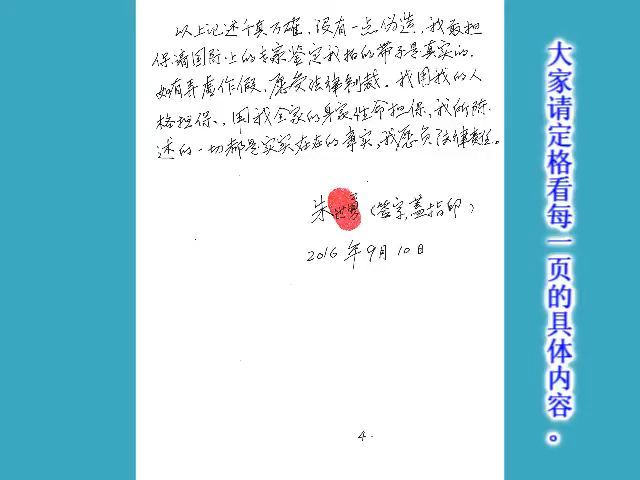 以上记述千真万确，没有一点伪造，我敢担
保请国际上的专家鉴定我拍的带子是真实的，
如有弄虚作假，愿受法律制裁。我用我的人
格担保，用我全家的身家性命担保，我所陈
述的一切都是实实在在的事实，我愿负法律责任。
朱世勇（签字，盖指印）
2016年9月10日
4.
大家请定格看每一页的具体内容。